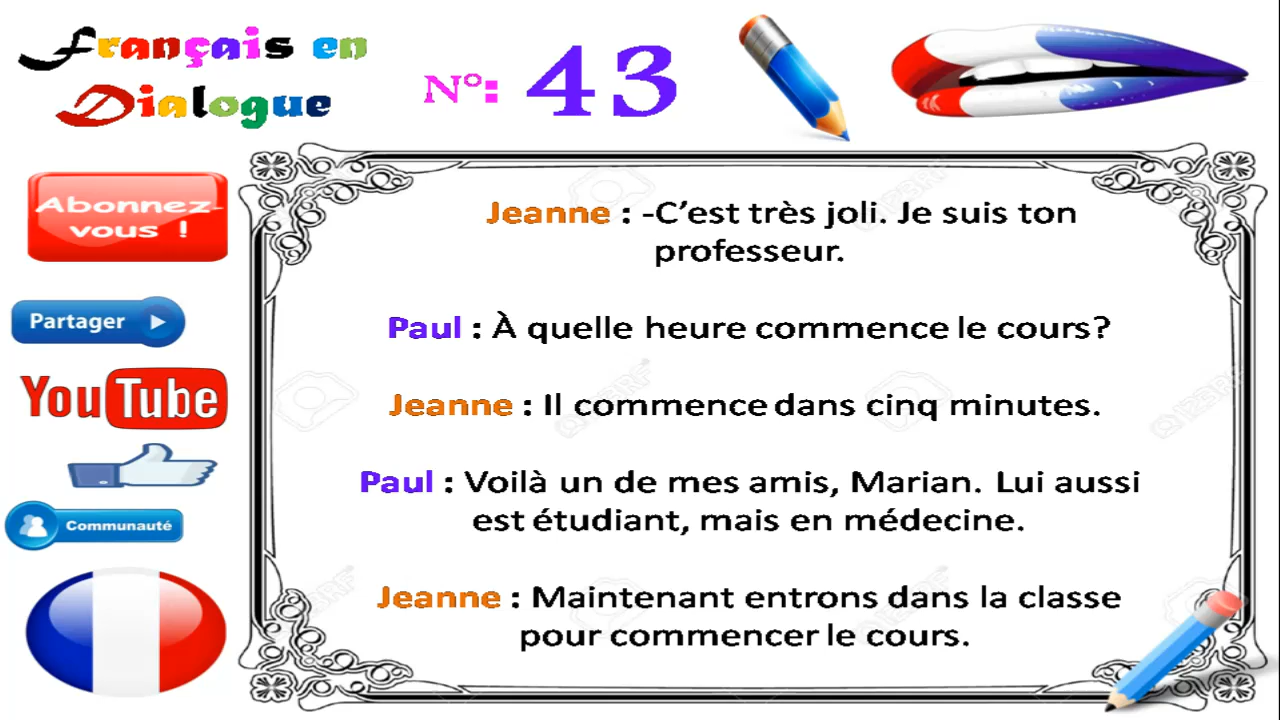 Français en
Dialogue
N°: 43
Abonnez-
vous !
Partager
YouTube
Communauté
Jeanne : -C’est très joli. Je suis ton
professeur.
Paul : À quelle heure commence le cours?
Jeanne : Il commence dans cinq minutes.
Paul : Voilà un de mes amis, Marian. Lui aussi
est étudiant, mais en médecine.
Jeanne : Maintenant entrons dans la classe
pour commencer le cours.
123RF